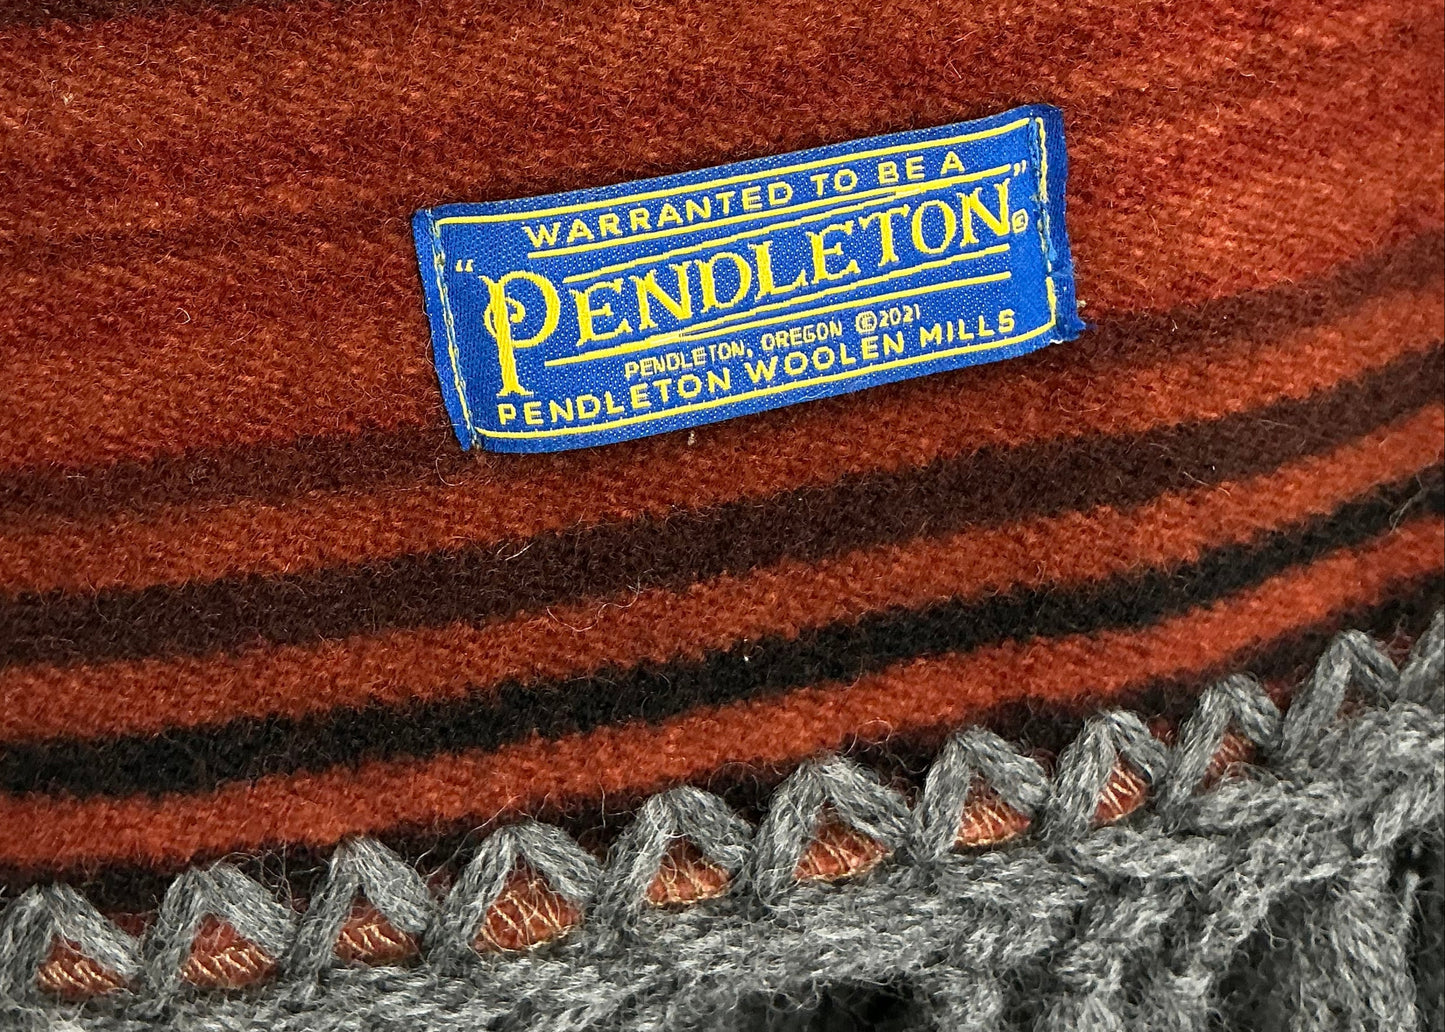 WARRANTED TO BE A
"PENDLETON"®
PENDLETON, OREGON ©2021
PENDLETON WOOLEN MILLS